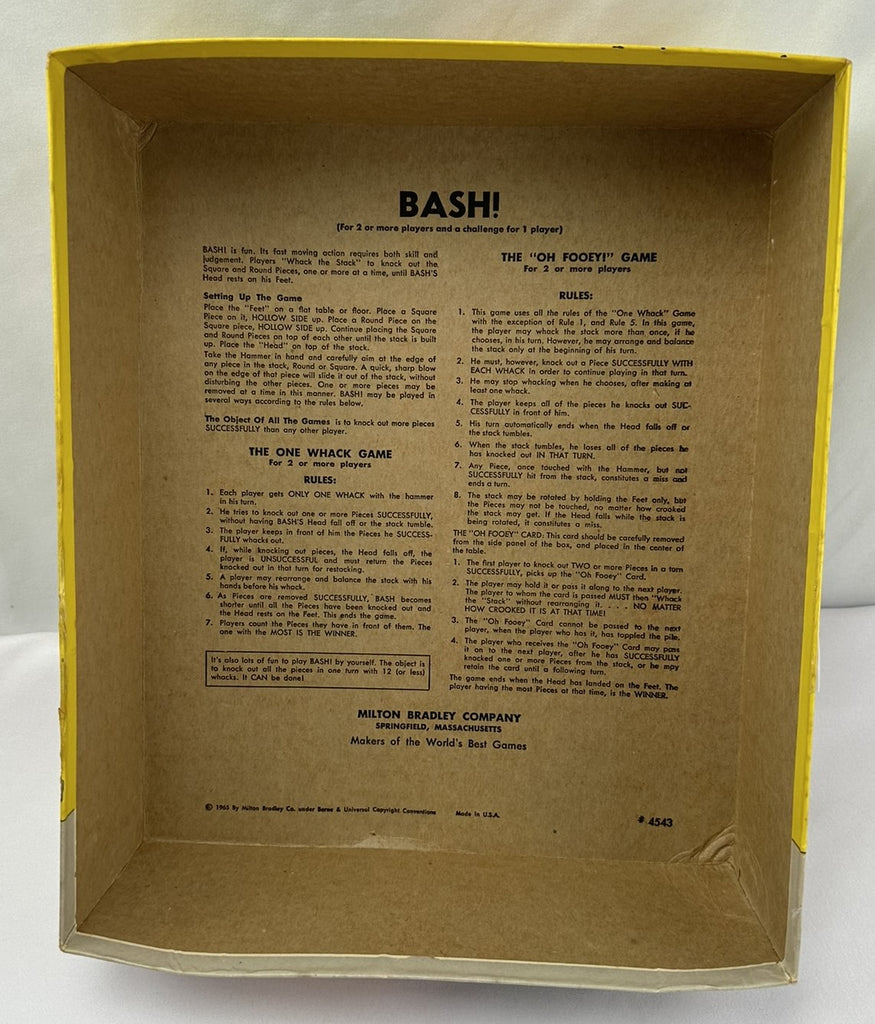 BASH!
(For 2 or more players and a challenge for 1 player)
BASH! is fun. Its fast moving action requires both skill and
judgement. Players "Whack the Stack" to knock out the
Square and Round Pieces, one or more at a time, until BASH'S
Head rests on his Feet.
Setting Up The Game
Place the "Feet" on a flat table or floor. Place a Square
Piece on it, HOLLOW SIDE up. Place a Round Piece on the
Square piece, HOLLOW SIDE up. Continue placing the Square
and Round Pieces on top of each other until the stack is built
up. Place the "Head" on top of the stack.
Take the Hammer in hand and carefully aim at the edge of
any piece in the stack, Round or Square. A quick, sharp blow
on the edge of that piece will slide it out of the stack, without
disturbing the other pieces. One or more pieces may be
removed at a time in this manner. BASH! may be played in
several ways according to the rules below.
The Object Of All The Games is to knock out more pieces
SUCCESSFULLY than any other player.
THE ONE WHACK GAME
For 2 or more players
RULES:
1. Each player gets ONLY ONE WHACK with the hammer
in his turn.
2. He tries to knock out one or more Pieces SUCCESSFULLY,
without having BASH'S Head fall off or the stack tumble.
3. The player keeps in front of him the Pieces he SUCCESS-
FULLY whacks out.
4. If, while knocking out pieces, the Head falls off, the
player is UNSUCCESSFUL and must return the Pieces
knocked out in that turn for restacking.
5. A player may rearrange and balance the stack with his
hands before his whack.
6. As Pieces are removed SUCCESSFULLY, BASH becomes
shorter until all the Pieces have been knocked out and
the Head rests on the Feet. This ends the game.
7. Players count the Pieces they have in front of them. The
one with the MOST IS THE WINNER.
It's also lots of fun to play BASH! by yourself. The object is
to knock out all the pieces in one turn with 12 (or less)
whacks. It CAN be done!
THE "OH FOOEY!" GAME
For 2 or more players
RULES:
1. This game uses all the rules of the "One Whack" Game
with the exception of Rule 1, and Rule 5. In this game,
the player may whack the stack more than once, if he
chooses, in his turn. However, he may arrange and balance
the stack only at the beginning of his turn.
2. He must, however, knock out a Piece SUCCESSFULLY WITH
EACH WHACK in order to continue playing in that turn.
3. He may stop whacking when he chooses, after making at
least one whack.
4. The player keeps all of the pieces he knocks out SUC-
CESSFULLY in front of him.
5. His turn automatically ends when the Head falls off or
the stack tumbles.
6. When the stack tumbles, he loses all of the pieces he
has knocked out IN THAT TURN.
7. Any Piece, once touched with the Hammer, but not
SUCCESSFULLY hit from the stack, constitutes a miss and
ends a turn.
8. The stack may be rotated by holding the Feet only, but
the Pieces may not be touched, no matter how crooked
the stack may get. If the Head falls while the stack is
being rotated, it constitutes a miss.
THE "OH FOOEY" CARD: This card should be carefully removed
from the side panel of the box, and placed in the center of
the table.
1. The first player to knock out TWO or more Pieces in a turn
SUCCESSFULLY, picks up the "Oh Fooey" Card.
2. The player may hold it or pass it along to the next player.
The player to whom the card is passed MUST then "Whack
the "Stack" without rearranging it. . . . NO MATTER
HOW CROOKED IT IS AT THAT TIME!
3. The "Oh Fooey" Card cannot be passed to the next
player, when the player who has it, has toppled the pile.
4. The player who receives the "Oh Fooey" Card may pass
it on to the next player, after he has SUCCESSFULLY
knocked one or more Pieces from the stack, or he may
retain the card until a following turn.
The game ends when the Head has landed on the Feet. The
player having the most Pieces at that time, is the WINNER.
MILTON BRADLEY COMPANY
SPRINGFIELD, MASSACHUSETTS
Makers of the World's Best Games
© 1965 By Milton Bradley Co. under Berne & Universal Copyright Conventions Made in U.S.A.
# 4543